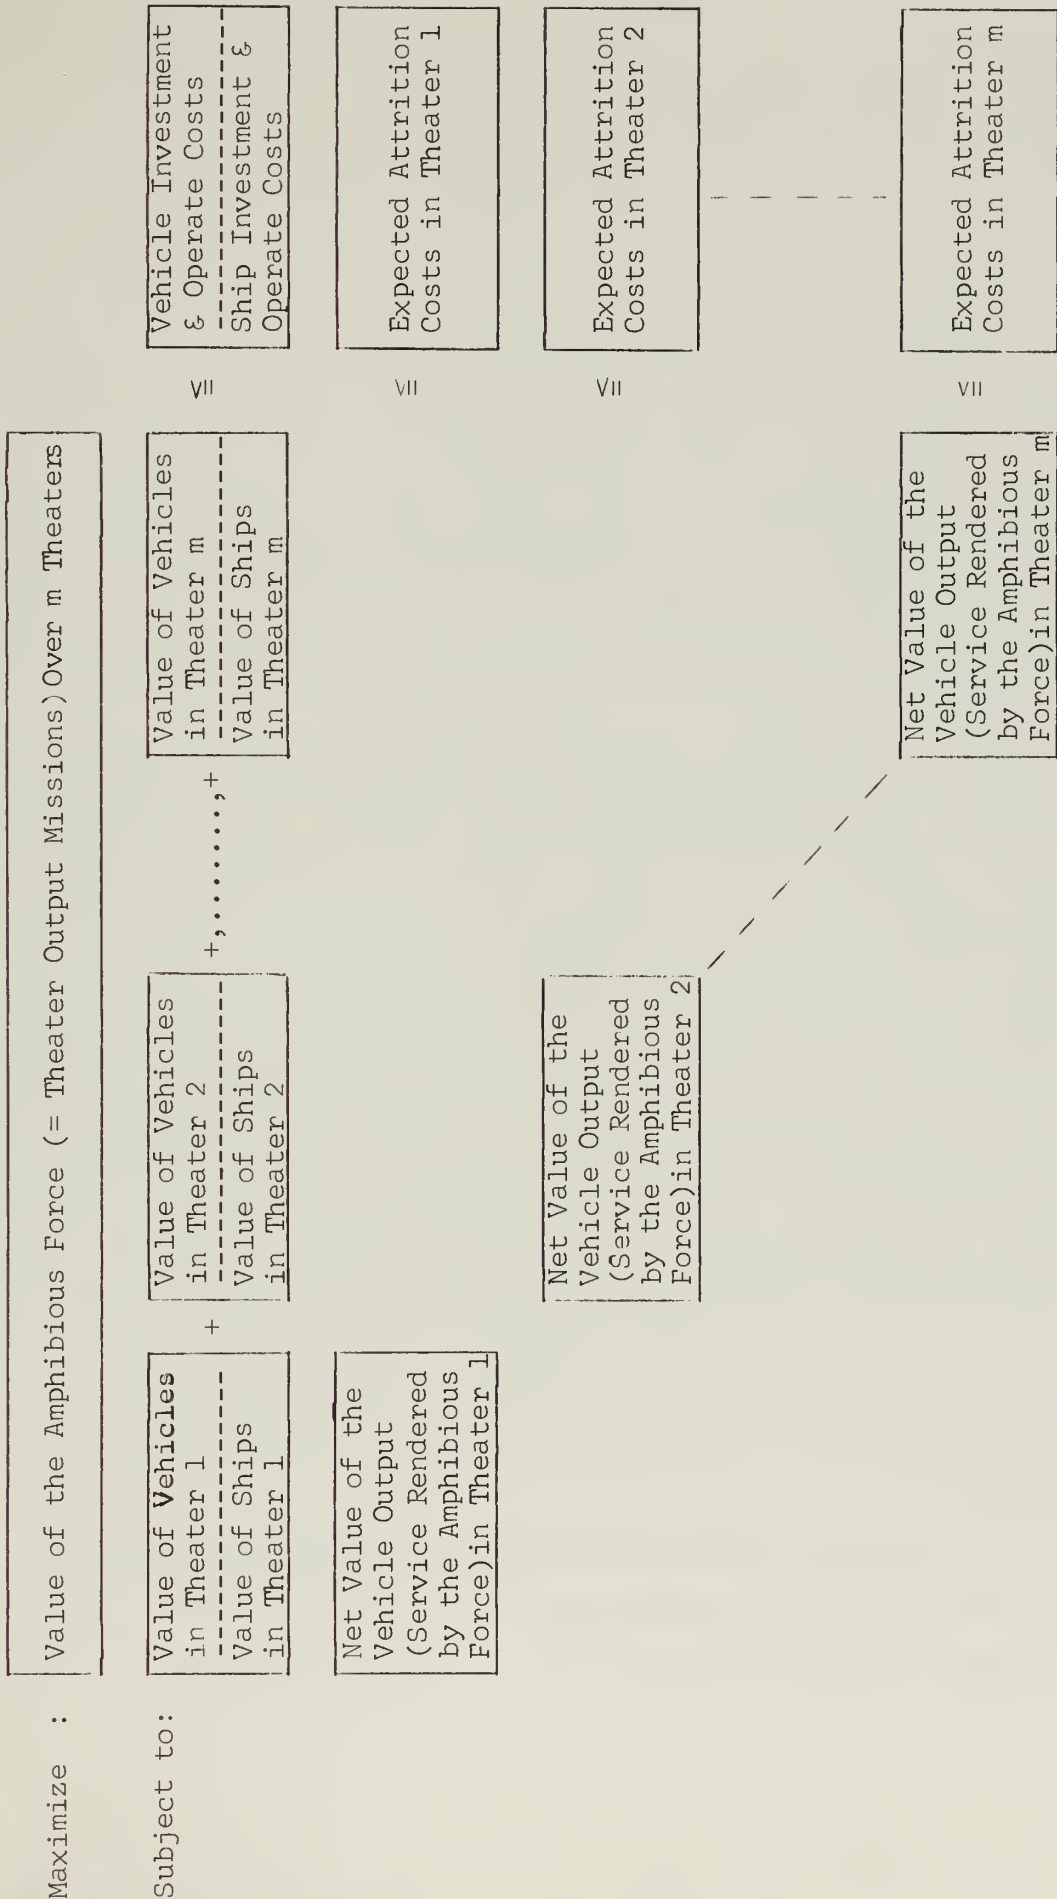 Maximize :
Value of the Amphibious Force (= Theater Output Missions)Over m Theaters
Subject to:
Value of Vehicles
in Theater 1
Value of Ships
in Theater 1
+
Value of Vehicles
in Theater 2
Value of Ships
in Theater 2
+,........,+
Value of Vehicles
in Theater m
Value of Ships
in Theater m
≤
Vehicle Investment
& Operate Costs
Ship Investment &
Operate Costs
Net Value of the
Vehicle Output
(Service Rendered
by the Amphibious
Force)in Theater 1
≤
Expected Attrition
Costs in Theater 1
Net Value of the
Vehicle Output
(Service Rendered
by the Amphibious
Force)in Theater 2
≤
Expected Attrition
Costs in Theater 2
Net Value of the
Vehicle Output
(Service Rendered
by the Amphibious
Force)in Theater m
≤
Expected Attrition
Costs in Theater m